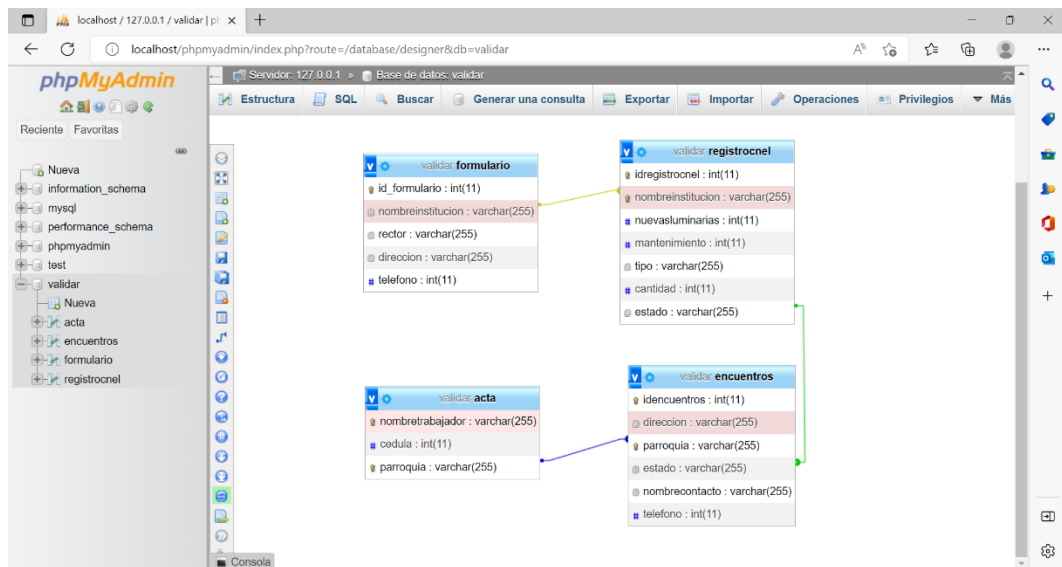 localhost / 127.0.0.1 / validar | ph
localhost/phpmyadmin/index.php?route=/database/designer&db=validar
phpMyAdmin
Reciente Favoritas
Nueva
information_schema
mysql
performance_schema
phpmyadmin
test
validar
Nueva
acta
encuentros
formulario
registrocnel
Servidor: 127.0.0.1 » Base de datos: validar
Estructura SQL Buscar Generar una consulta Exportar Importar Operaciones Privilegios Más
validar formulario
id_formulario : int(11)
nombreinstitucion : varchar(255)
rector : varchar(255)
direccion : varchar(255)
telefono : int(11)
validar registrocnel
idregistrocnel : int(11)
nombreinstitucion : varchar(255)
nuevasluminarias : int(11)
mantenimiento : int(11)
tipo : varchar(255)
cantidad : int(11)
estado : varchar(255)
validar acta
nombretrabajador : varchar(255)
cedula : int(11)
parroquia : varchar(255)
validar encuentros
idencuentros : int(11)
direccion : varchar(255)
parroquia : varchar(255)
estado : varchar(255)
nombrecontacto : varchar(255)
telefono : int(11)
Consola